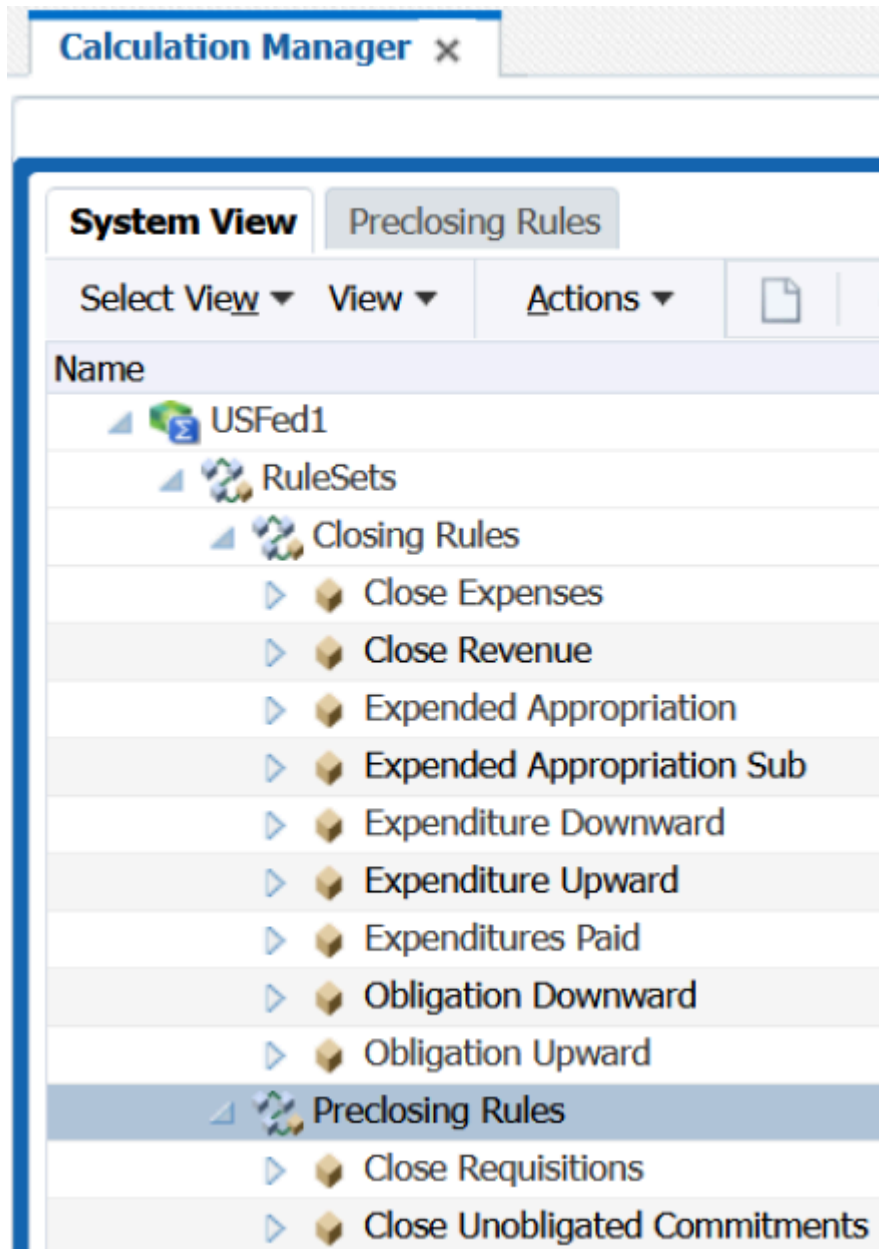 Calculation Manager
System View Preclosing Rules
Select View View Actions
Name
USFed1
RuleSets
Closing Rules
Close Expenses
Close Revenue
Expended Appropriation
Expended Appropriation Sub
Expenditure Downward
Expenditure Upward
Expenditures Paid
Obligation Downward
Obligation Upward
Preclosing Rules
Close Requisitions
Close Unobligated Commitments